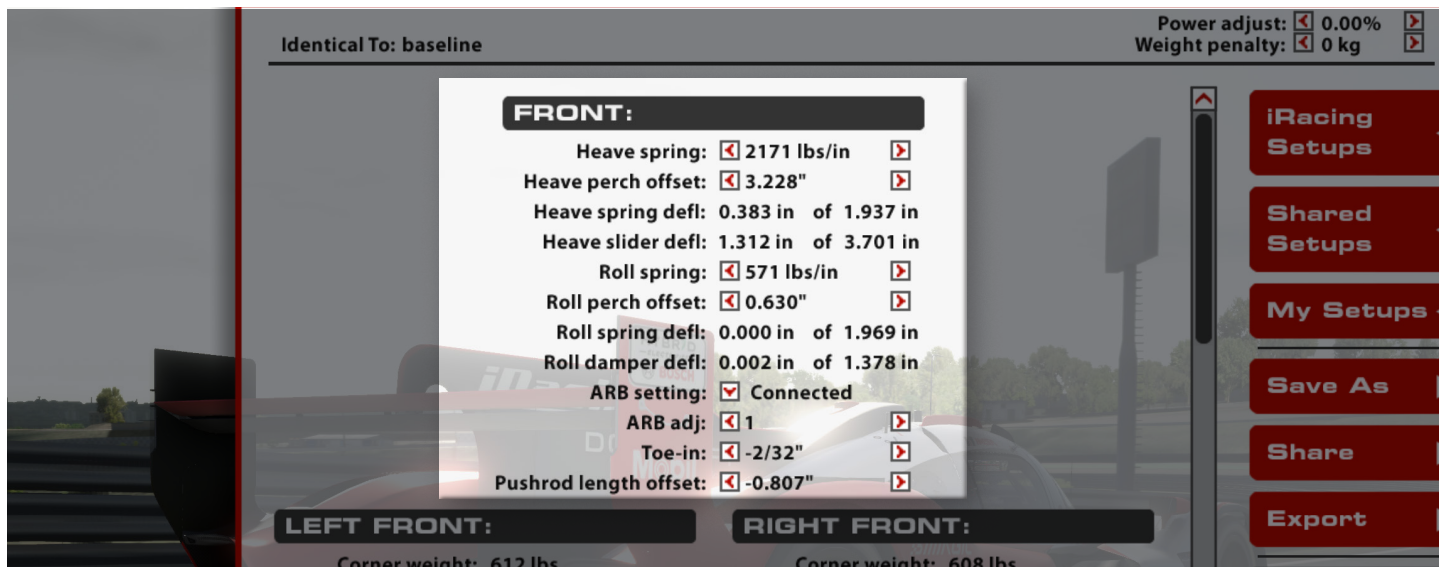 Power adjust: 0.00%
Identical To: baseline
Weight penalty: 0 kg
FRONT:
Heave spring: 2171 lbs/in
Heave perch offset: 3.228"
Heave spring defl: 0.383 in of 1.937 in
Heave slider defl: 1.312 in of 3.701 in
Roll spring: 571 lbs/in
Roll perch offset: 0.630"
Roll spring defl: 0.000 in of 1.969 in
Roll damper defl: 0.002 in of 1.378 in
ARB setting: Connected
ARB adj: 1
Toe-in: -2/32"
Pushrod length offset: -0.807"
LEFT FRONT:
RIGHT FRONT:
Corner weight: 612 lbs
Corner weight: 608 lbs
iRacing
Setups
Shared
Setups
My Setups
Save As
Share
Export
Mobil
BOSCH